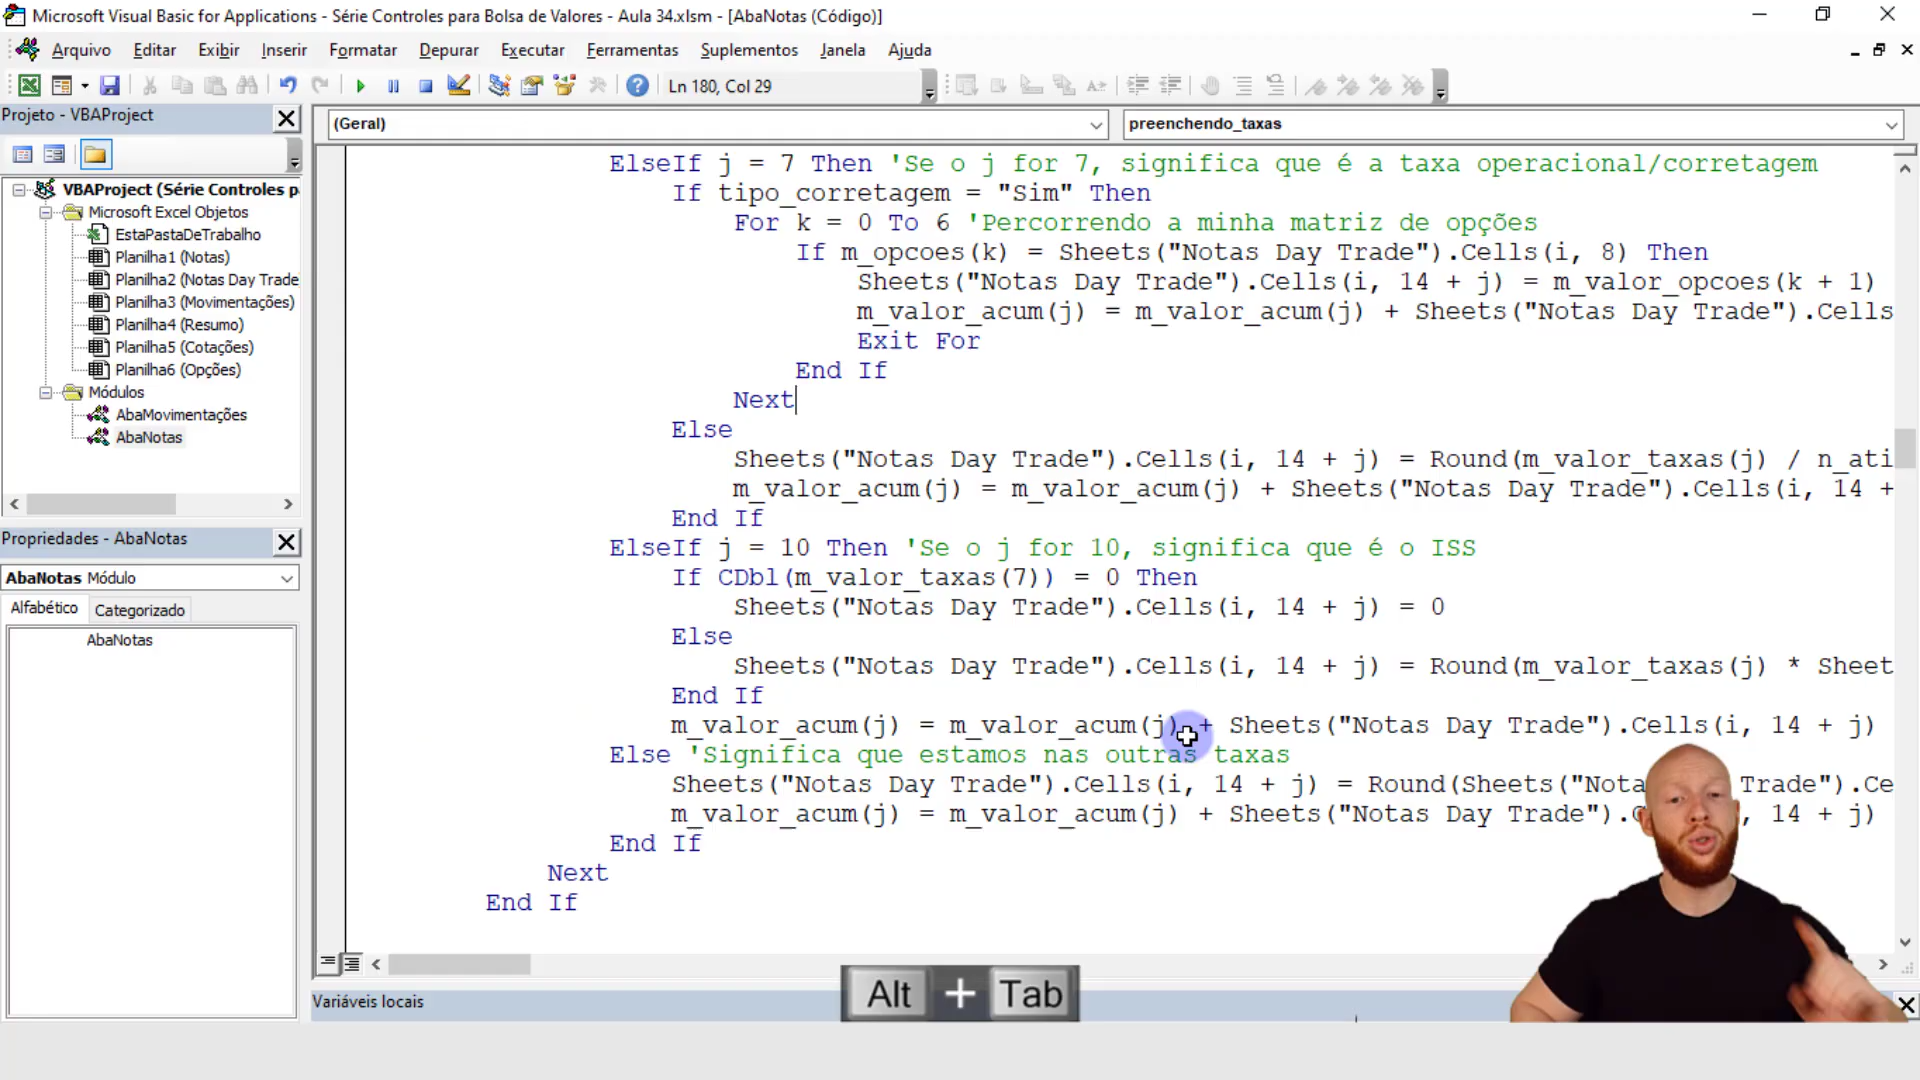 Microsoft Visual Basic for Applications - Série Controles para Bolsa de Valores - Aula 34.xlsm - [AbaNotas (Código)]
Arquivo Editar Exibir Inserir Formatar Depurar Executar Ferramentas Suplementos Janela Ajuda
Ln 180, Col 29
Projeto - VBAProject
VBAProject (Série Controles p
Microsoft Excel Objetos
EstaPastaDeTrabalho
Planilha1 (Notas)
Planilha2 (Notas Day Trade
Planilha3 (Movimentações)
Planilha4 (Resumo)
Planilha5 (Cotações)
Planilha6 (Opções)
Módulos
AbaMovimentações
AbaNotas
Propriedades - AbaNotas
AbaNotas Módulo
Alfabético Categorizado
AbaNotas
(Geral) preenchendo_taxas
ElseIf j = 7 Then 'Se o j for 7, significa que é a taxa operacional/corretagem
If tipo_corretagem = "Sim" Then
For k = 0 To 6 'Percorrendo a minha matriz de opções
If m_opcoes(k) = Sheets("Notas Day Trade").Cells(i, 8) Then
Sheets("Notas Day Trade").Cells(i, 14 + j) = m_valor_opcoes(k + 1)
m_valor_acum(j) = m_valor_acum(j) + Sheets("Notas Day Trade").Cells
Exit For
End If
Next
Else
Sheets("Notas Day Trade").Cells(i, 14 + j) = Round(m_valor_taxas(j) / n_ati
m_valor_acum(j) = m_valor_acum(j) + Sheets("Notas Day Trade").Cells(i, 14 +
End If
ElseIf j = 10 Then 'Se o j for 10, significa que é o ISS
If CDbl(m_valor_taxas(7)) = 0 Then
Sheets("Notas Day Trade").Cells(i, 14 + j) = 0
Else
Sheets("Notas Day Trade").Cells(i, 14 + j) = Round(m_valor_taxas(j) * Sheet
End If
m_valor_acum(j) = m_valor_acum(j) + Sheets("Notas Day Trade").Cells(i, 14 + j)
Else 'Significa que estamos nas outras taxas
Sheets("Notas Day Trade").Cells(i, 14 + j) = Round(Sheets("Nota Trade").Ce
m_valor_acum(j) = m_valor_acum(j) + Sheets("Notas Day Trade"). , 14 + j)
End If
Next
End If
Alt + Tab
Variáveis locais